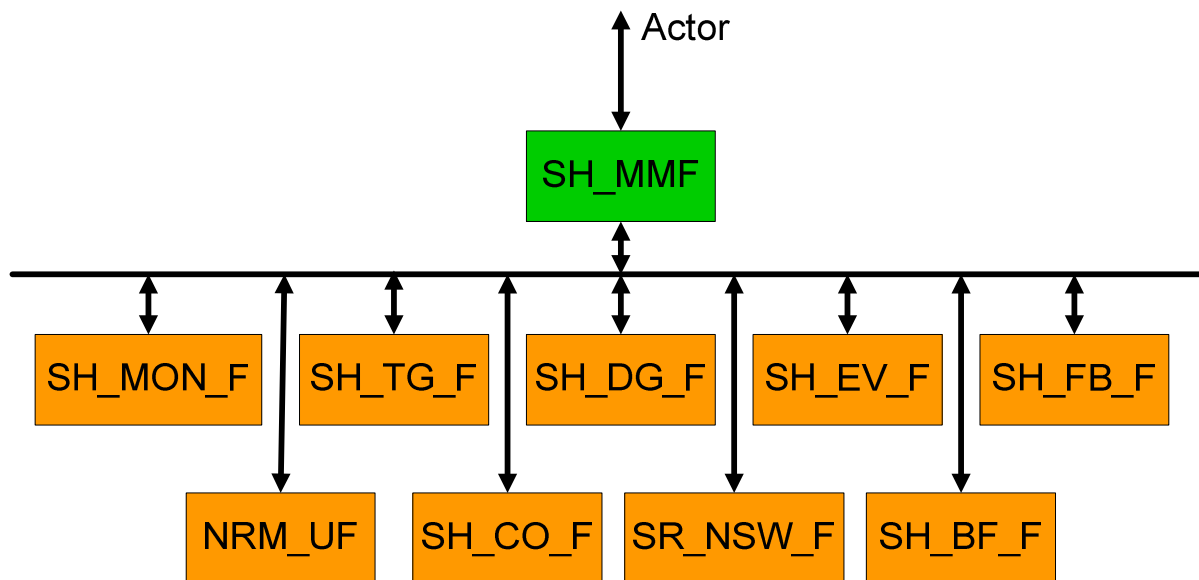 Actor
SH_MMF
SH_MON_F
SH_TG_F
SH_DG_F
SH_EV_F
SH_FB_F
NRM_UF
SH_CO_F
SR_NSW_F
SH_BF_F